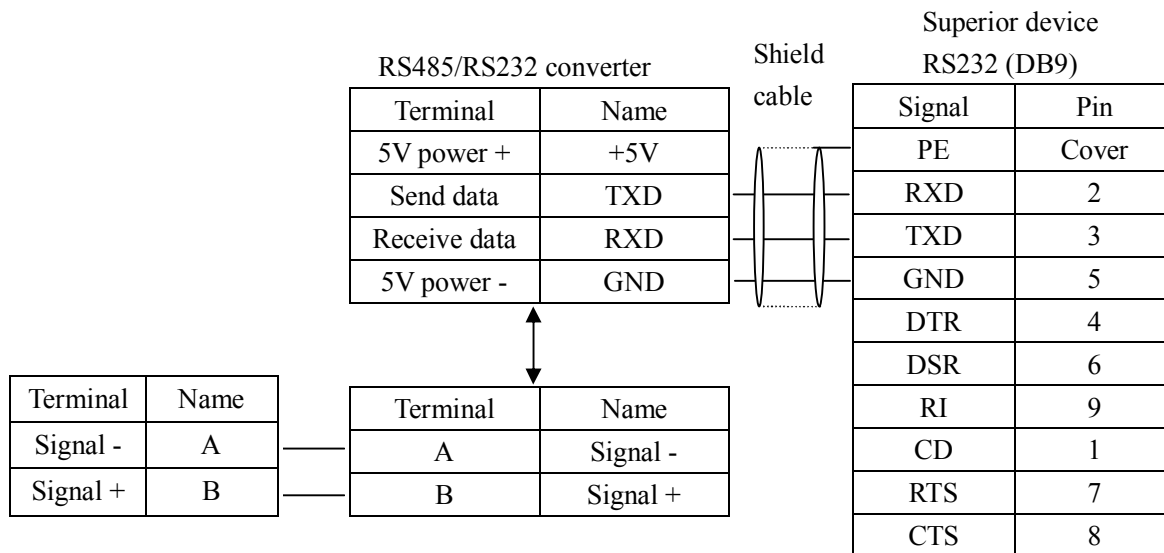 Superior device
RS232 (DB9)
Shield
cable
RS485/RS232 converter
Terminal Name
5V power + +5V
Send data TXD
Receive data RXD
5V power - GND
Signal Pin
PE Cover
RXD 2
TXD 3
GND 5
DTR 4
DSR 6
RI 9
CD 1
RTS 7
CTS 8
Terminal Name
Signal - A
Signal + B
Terminal Name
A Signal -
B Signal +